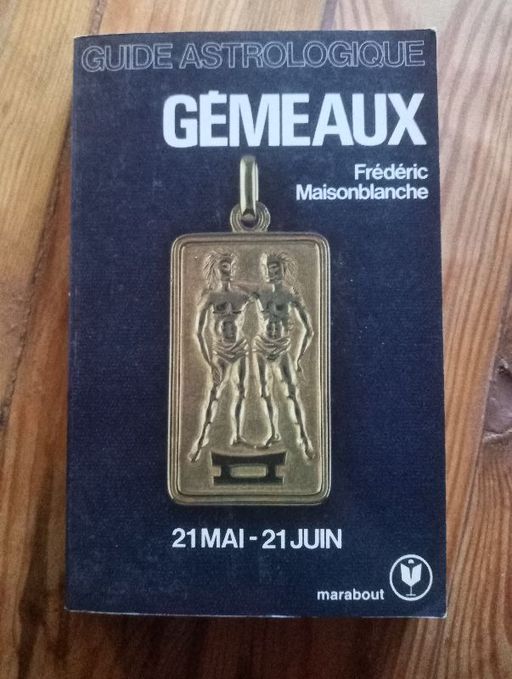 GUIDE ASTROLOGIQUE
GÉMEAUX
Frédéric
Maisonblanche
21 MAI - 21 JUIN
marabout